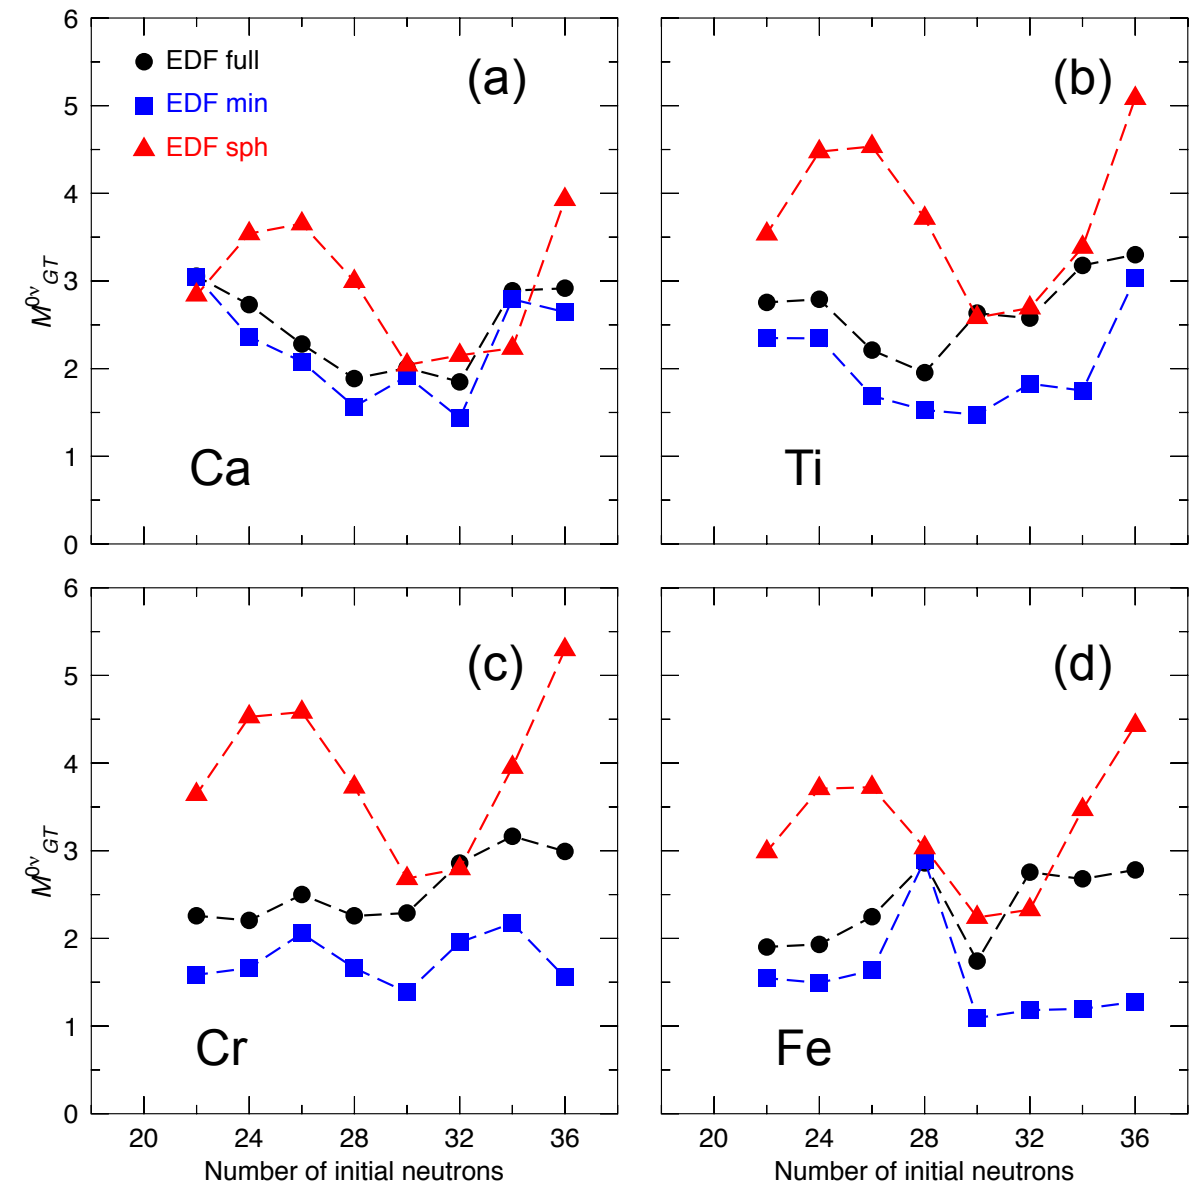 6
5
4
3
2
1
0
M⁰ᵛGT
EDF full
EDF min
EDF sph
(a)
Ca
(b)
Ti
6
5
4
3
2
1
0
M⁰ᵛGT
(c)
Cr
(d)
Fe
20 24 28 32 36
Number of initial neutrons
20 24 28 32 36
Number of initial neutrons